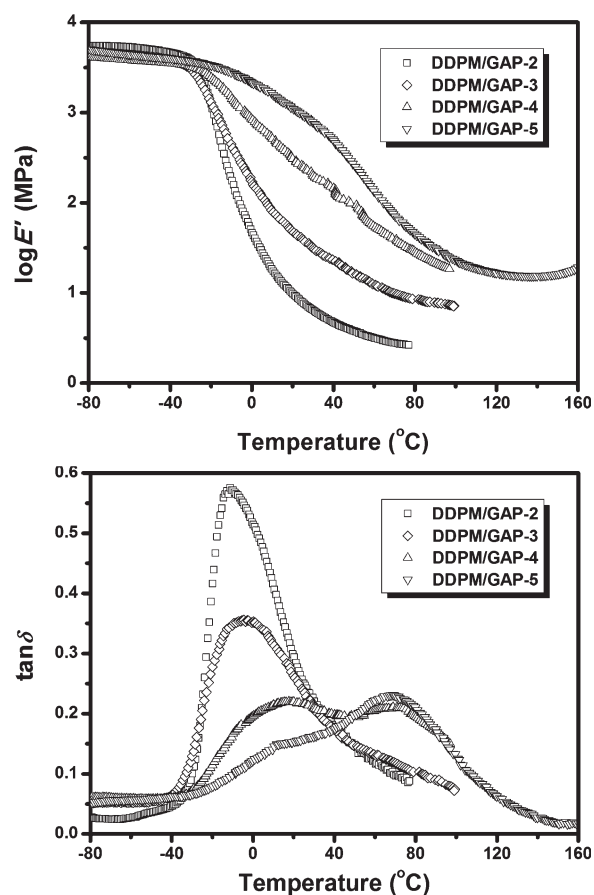 4
3
2
1
0
logE′ (MPa)
DDPM/GAP-2
DDPM/GAP-3
DDPM/GAP-4
DDPM/GAP-5
-80 -40 0 40 80 120 160
Temperature (°C)
0.6
0.5
0.4
0.3
0.2
0.1
0.0
tanδ
DDPM/GAP-2
DDPM/GAP-3
DDPM/GAP-4
DDPM/GAP-5
-80 -40 0 40 80 120 160
Temperature (°C)